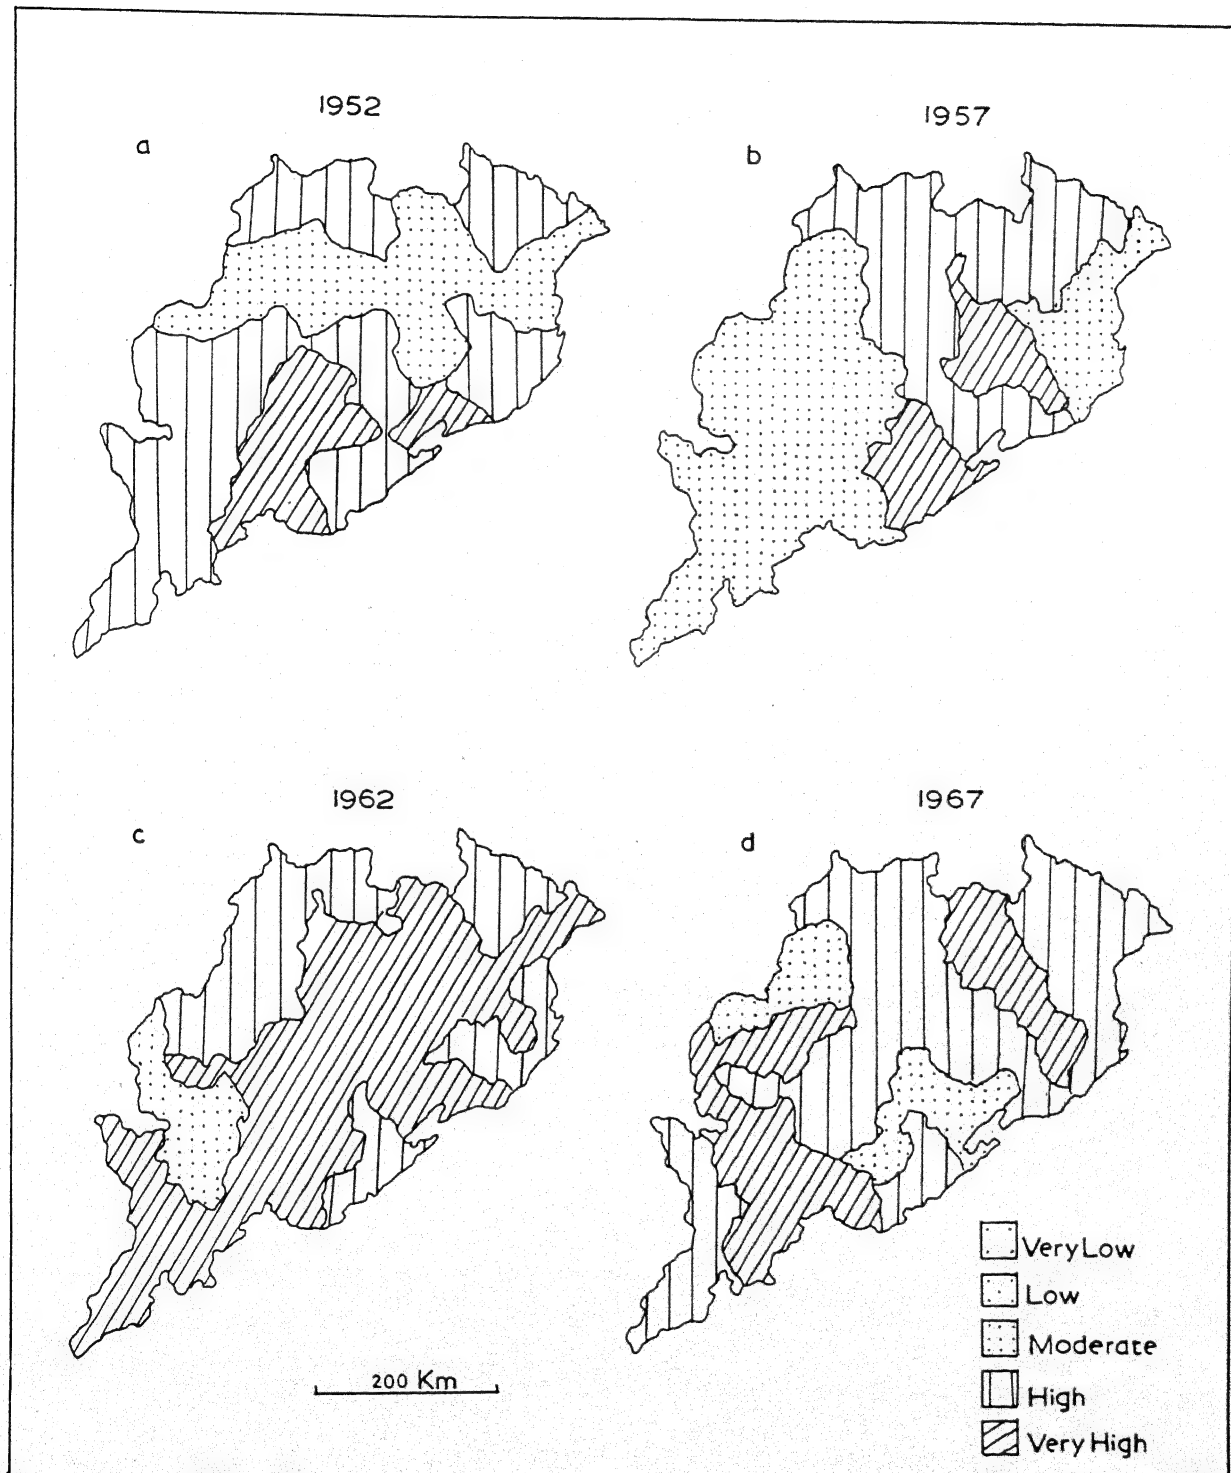 1952
1957
a
b
1962
1967
c
d
200 Km
Very Low
Low
Moderate
High
Very High